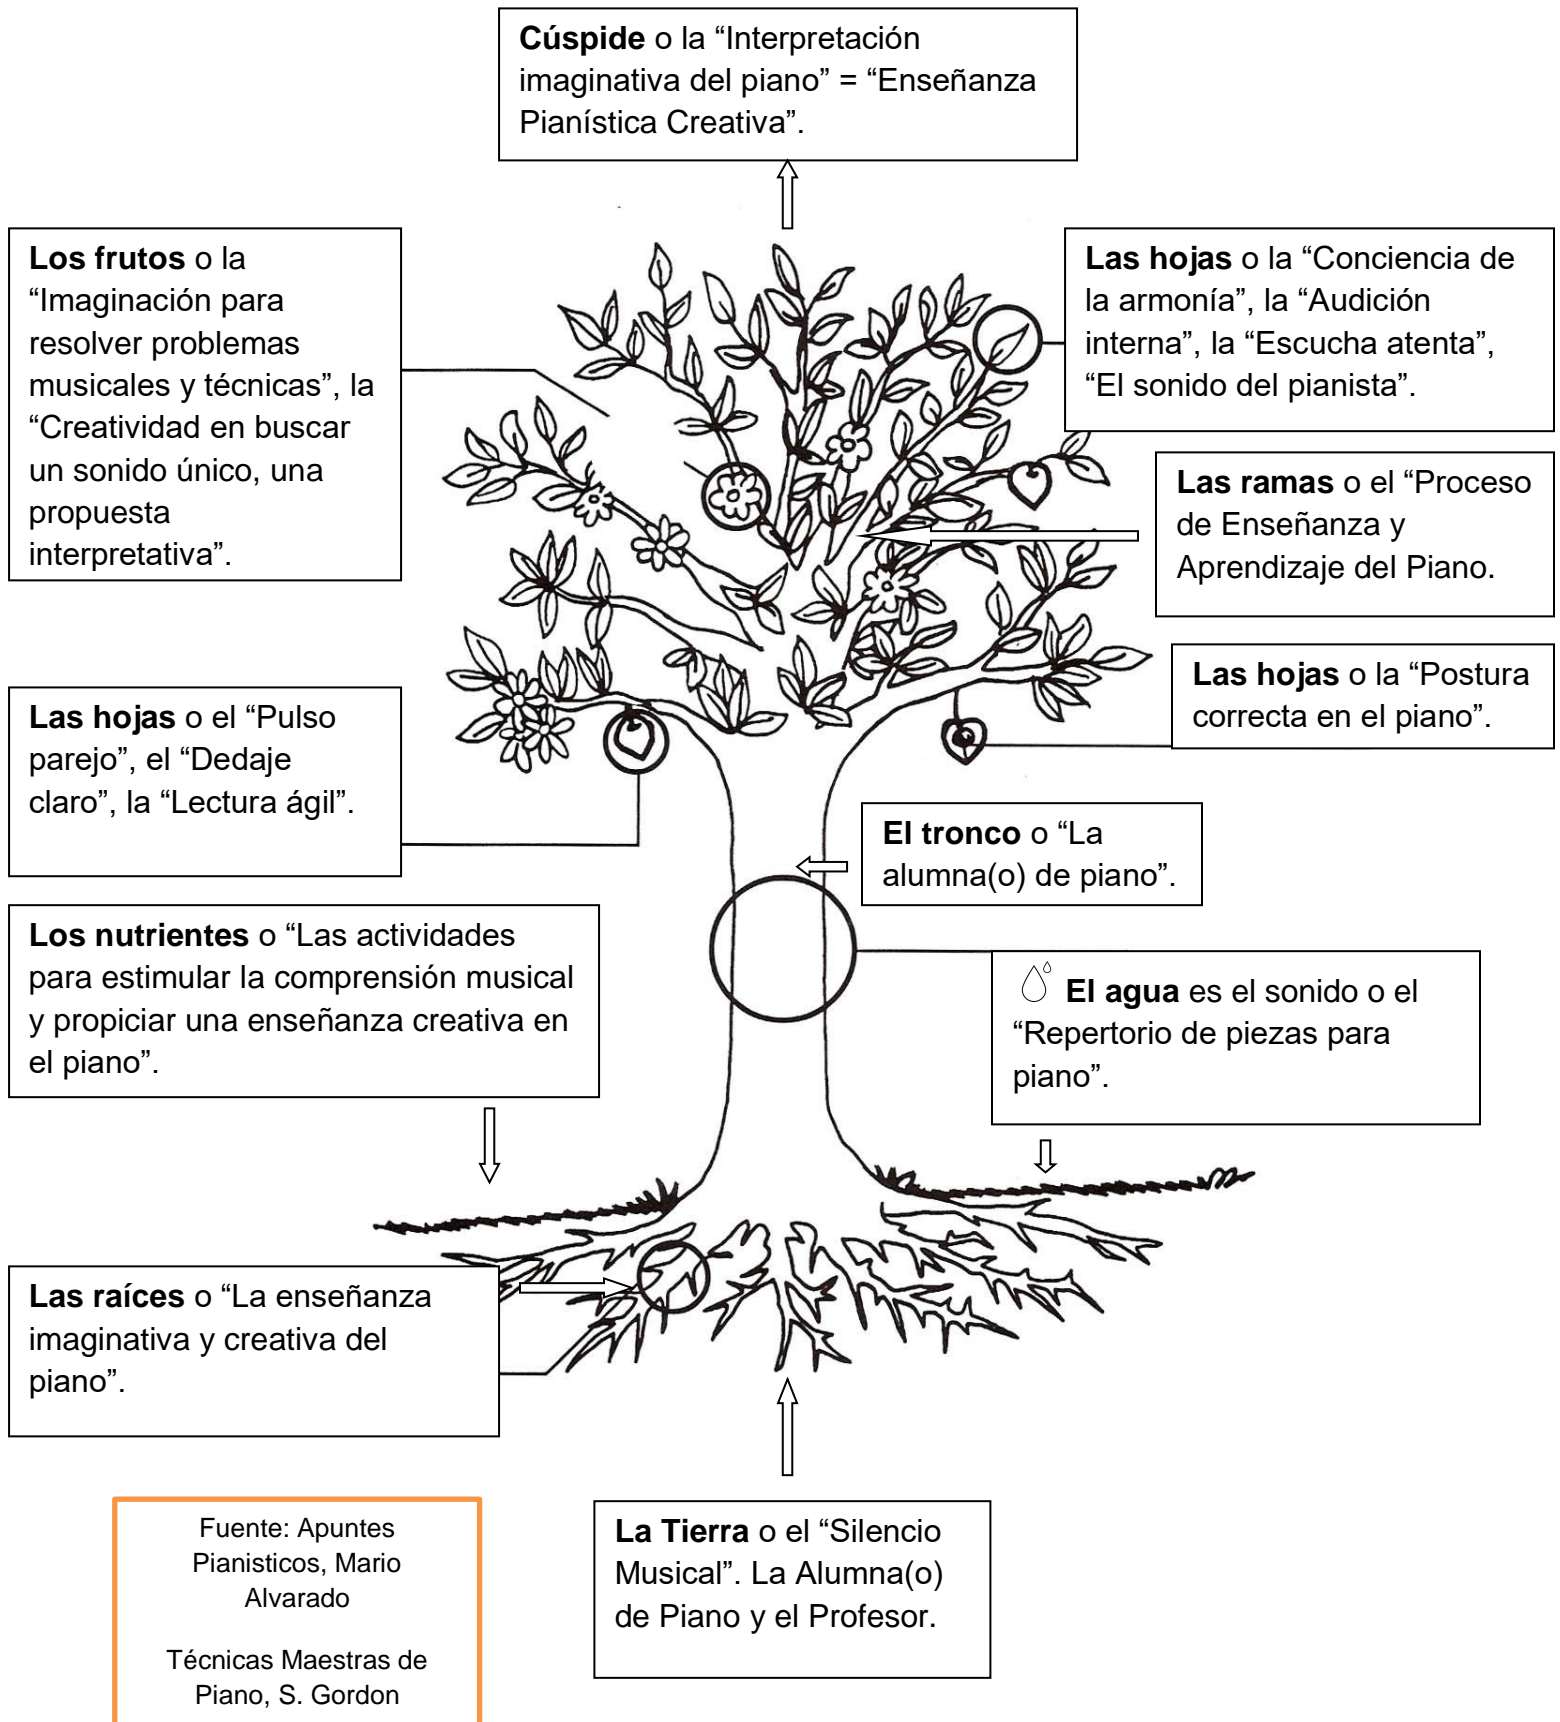 Cúspide o la “Interpretación
imaginativa del piano” = “Enseñanza
Pianística Creativa”.
Los frutos o la
“Imaginación para
resolver problemas
musicales y técnicas”, la
“Creatividad en buscar
un sonido único, una
propuesta
interpretativa”.
Las hojas o la “Conciencia de
la armonía”, la “Audición
interna”, la “Escucha atenta”,
“El sonido del pianista”.
Las ramas o el “Proceso
de Enseñanza y
Aprendizaje del Piano.
Las hojas o la “Postura
correcta en el piano”.
Las hojas o el “Pulso
parejo”, el “Dedaje
claro”, la “Lectura ágil”.
El tronco o “La
alumna(o) de piano”.
Los nutrientes o “Las actividades
para estimular la comprensión musical
y propiciar una enseñanza creativa en
el piano”.
El agua es el sonido o el
“Repertorio de piezas para
piano”.
Las raíces o “La enseñanza
imaginativa y creativa del
piano”.
La Tierra o el “Silencio
Musical”. La Alumna(o)
de Piano y el Profesor.
Fuente: Apuntes
Pianisticos, Mario
Alvarado
Técnicas Maestras de
Piano, S. Gordon